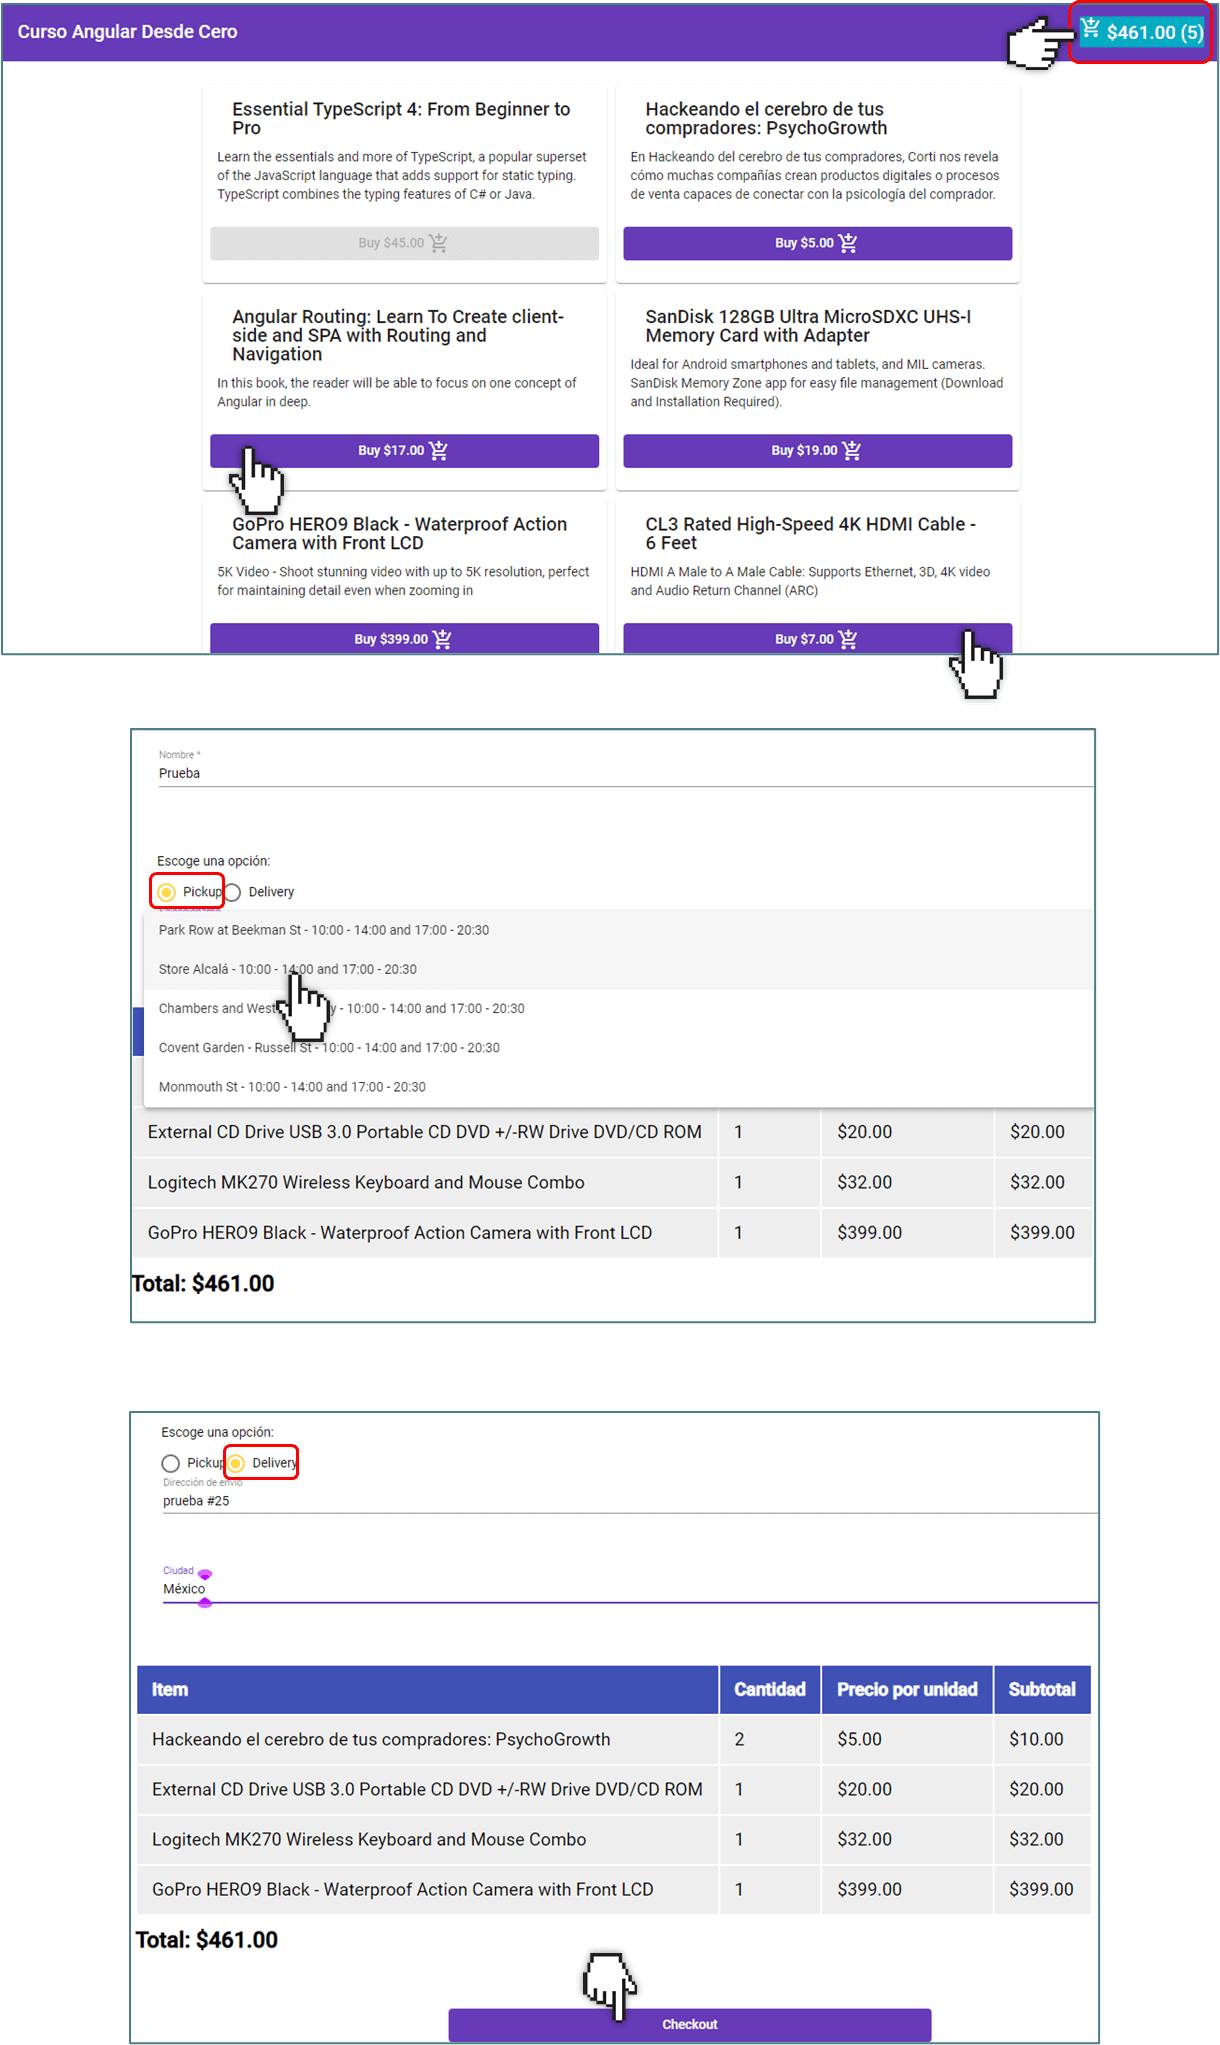 Curso Angular Desde Cero
$461.00 (5)
Essential TypeScript 4: From Beginner to
Pro
Learn the essentials and more of TypeScript, a popular superset
of the JavaScript language that adds support for static typing.
TypeScript combines the typing features of C# or Java.
Buy $45.00
Hackeando el cerebro de tus
compradores: PsychoGrowth
En Hackeando del cerebro de tus compradores, Corti nos revela
cómo muchas compañías crean productos digitales o procesos
de venta capaces de conectar con la psicología del comprador.
Buy $5.00
Angular Routing: Learn To Create client-
side and SPA with Routing and
Navigation
In this book, the reader will be able to focus on one concept of
Angular in deep.
Buy $17.00
SanDisk 128GB Ultra MicroSDXC UHS-I
Memory Card with Adapter
Ideal for Android smartphones and tablets, and MIL cameras.
SanDisk Memory Zone app for easy file management (Download
and Installation Required).
Buy $19.00
GoPro HERO9 Black - Waterproof Action
Camera with Front LCD
5K Video - Shoot stunning video with up to 5K resolution, perfect
for maintaining detail even when zooming in
Buy $399.00
CL3 Rated High-Speed 4K HDMI Cable -
6 Feet
HDMI A Male to A Male Cable: Supports Ethernet, 3D, 4K video
and Audio Return Channel (ARC)
Buy $7.00
Nombre *
Prueba
Escoge una opción:
Pickup Delivery
Park Row at Beekman St - 10:00 - 14:00 and 17:00 - 20:30
Store Alcalá - 10:00 - 14:00 and 17:00 - 20:30
Chambers and West - 10:00 - 14:00 and 17:00 - 20:30
Covent Garden - Russell St - 10:00 - 14:00 and 17:00 - 20:30
Monmouth St - 10:00 - 14:00 and 17:00 - 20:30
External CD Drive USB 3.0 Portable CD DVD +/-RW Drive DVD/CD ROM 1 $20.00 $20.00
Logitech MK270 Wireless Keyboard and Mouse Combo 1 $32.00 $32.00
GoPro HERO9 Black - Waterproof Action Camera with Front LCD 1 $399.00 $399.00
Total: $461.00
Escoge una opción:
Pickup Delivery
Dirección de envio
prueba #25
Ciudad
México
Item Cantidad Precio por unidad Subtotal
Hackeando el cerebro de tus compradores: PsychoGrowth 2 $5.00 $10.00
External CD Drive USB 3.0 Portable CD DVD +/-RW Drive DVD/CD ROM 1 $20.00 $20.00
Logitech MK270 Wireless Keyboard and Mouse Combo 1 $32.00 $32.00
GoPro HERO9 Black - Waterproof Action Camera with Front LCD 1 $399.00 $399.00
Total: $461.00
Checkout